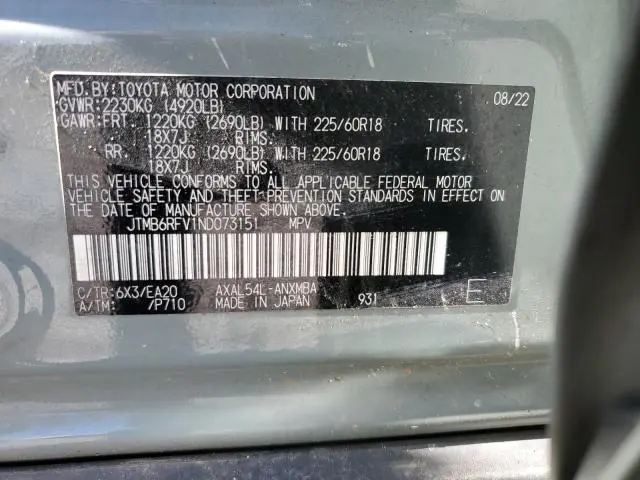 MFD.BY:TOYOTA MOTOR CORPORATION 08/22
GVWR:2230KG (4920LB)
GAWR:FRT 1220KG (2690LB) WITH 225/60R18 TIRES.
18X7J RIMS.
RR 1220KG (2690LB) WITH 225/60R18 TIRES.
18X7J RIMS.
THIS VEHICLE CONFORMS TO ALL APPLICABLE FEDERAL MOTOR
VEHICLE SAFETY AND THEFT PREVENTION STANDARDS IN EFFECT ON
THE DATE OF MANUFACTURE SHOWN ABOVE.
JTMB6RFV1ND073151 MPV
C/TR:6X3/EA20 AXAL54L-ANXMBA 931 E
A/TM: /P710 MADE IN JAPAN